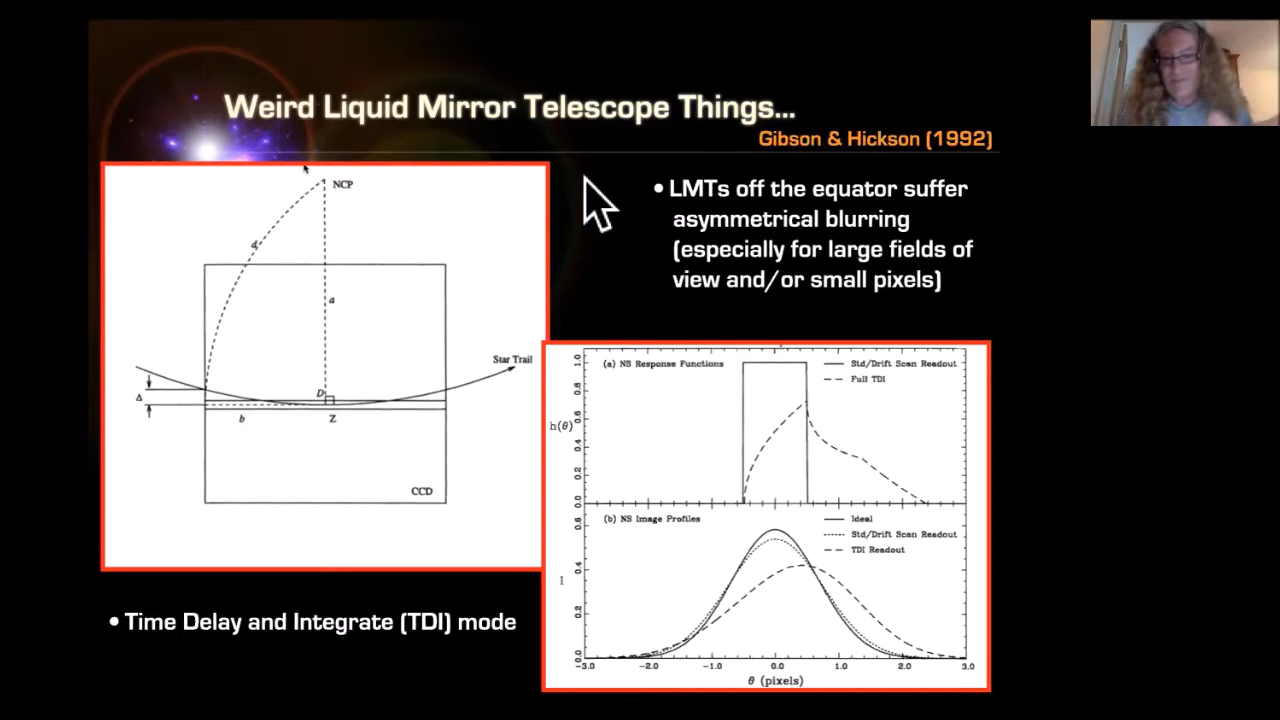 Weird Liquid Mirror Telescope Things...
Gibson & Hickson (1992)
NCP
d
a
Star Trail
Δ
D
b
Z
CCD
• LMTs off the equator suffer
asymmetrical blurring
(especially for large fields of
view and/or small pixels)
(a) NS Response Functions
Std/Drift Scan Readout
Full TDI
h(θ)
1.0
0.8
0.6
0.4
0.2
0.0
(b) NS Image Profiles
Ideal
Std/Drift Scan Readout
TDI Readout
I
0.6
0.4
0.2
0.0
-3.0 -2.0 -1.0 0.0 1.0 2.0 3.0
θ (pixels)
• Time Delay and Integrate (TDI) mode